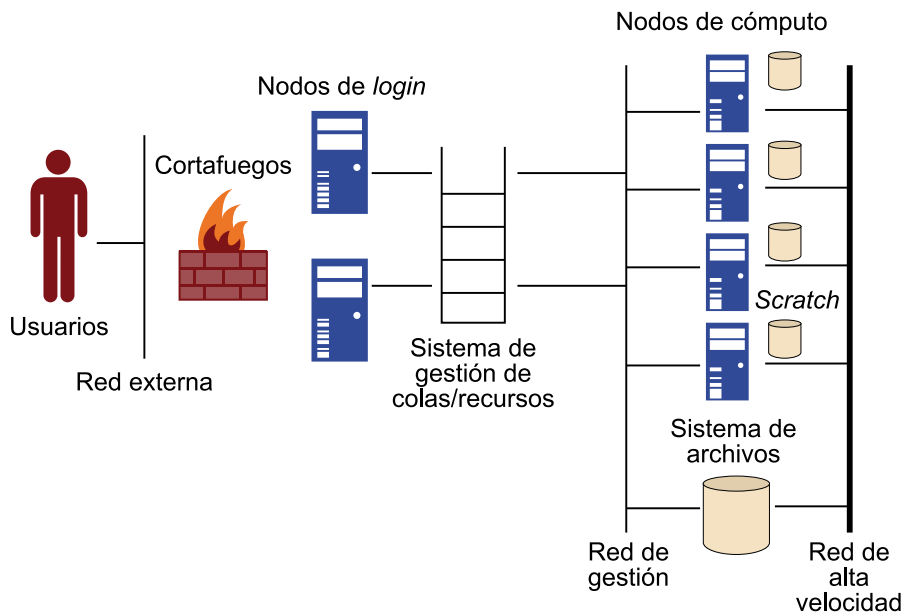 Nodos de cómputo
Nodos de login
Cortafuegos
Scratch
Usuarios
Sistema de
gestión de
colas/recursos
Red externa
Sistema de
archivos
Red de
gestión
Red de
alta
velocidad